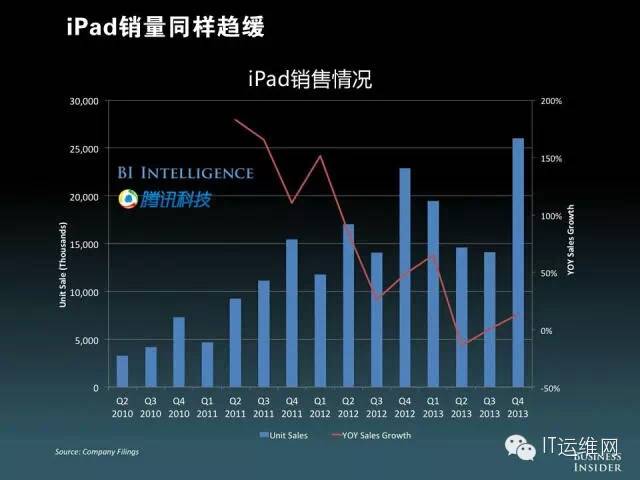 iPad销量同样趋缓
iPad销售情况
30,000
25,000
20,000
15,000
10,000
5,000
0
Unit Sale (Thousands)
200%
150%
100%
50%
0%
-50%
YOY Sales Growth
BI INTELLIGENCE
腾讯科技
Q2 Q3 Q4 Q1 Q2 Q3 Q4 Q1 Q2 Q3 Q4 Q1 Q2 Q3 Q4
2010 2010 2010 2011 2011 2011 2011 2012 2012 2012 2012 2013 2013 2013 2013
Unit Sales YOY Sales Growth
Source: Company Filings
IT运维网
BUSINESS
INSIDER